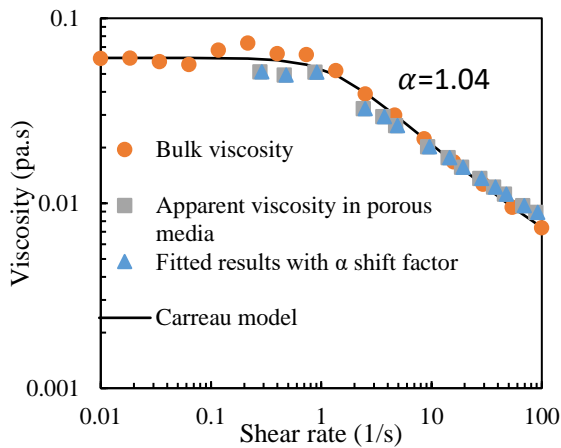 0.1
α=1.04
Bulk viscosity
0.01
Apparent viscosity in porous
media
Fitted results with α shift factor
Carreau model
0.001
0.01 0.1 1 10 100
Shear rate (1/s)
Viscosity (pa.s)